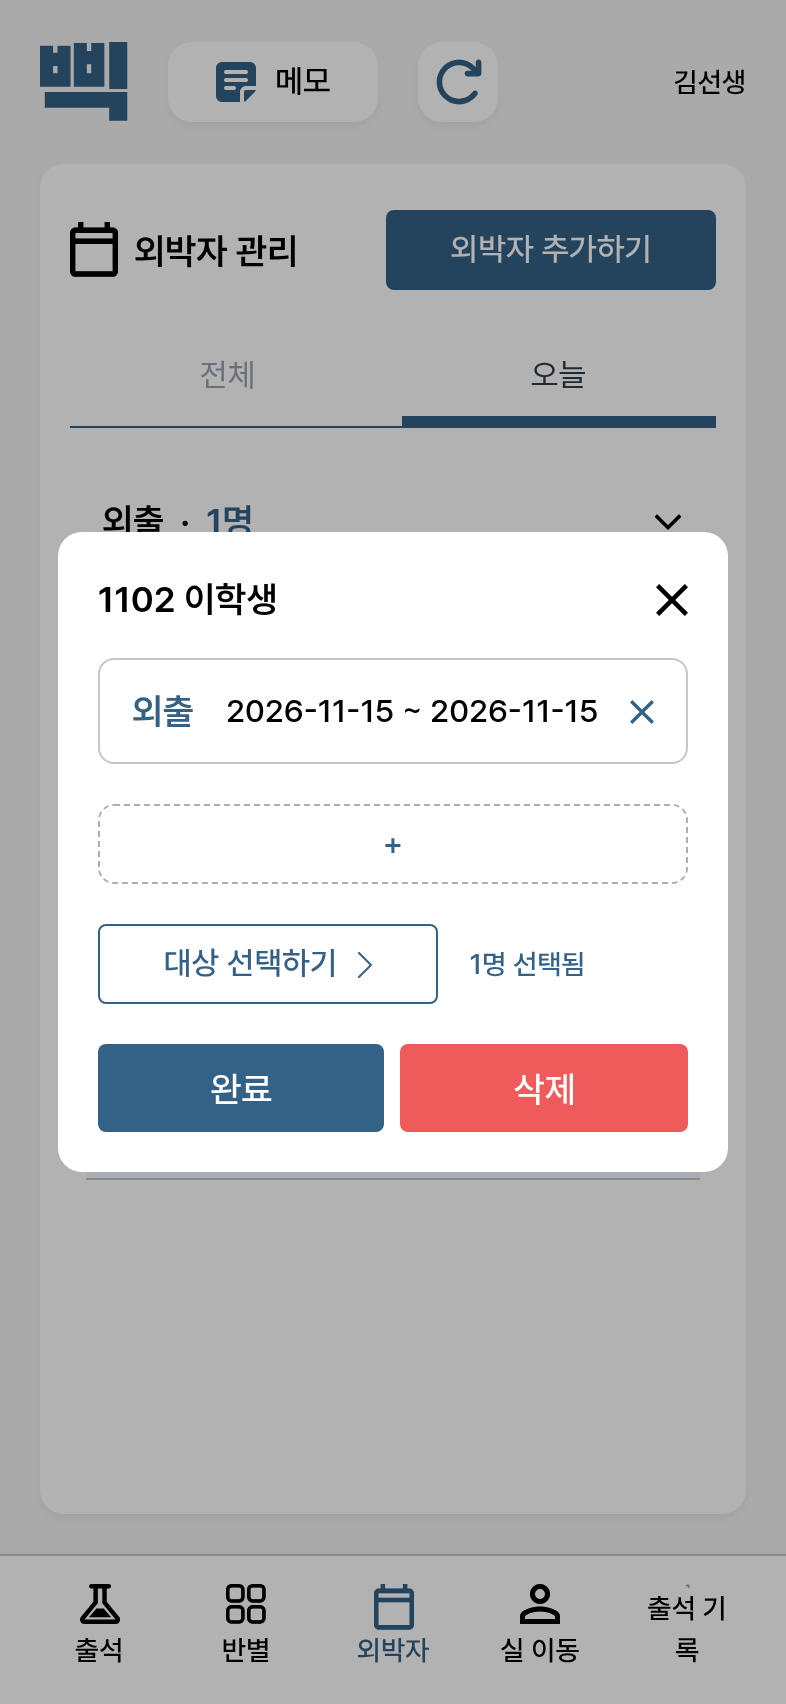 삑
메모
김선생
외박자 관리
외박자 추가하기
전체
오늘
외출 · 1명
1102 이학생
외출 2026-11-15 ~ 2026-11-15
+
대상 선택하기
1명 선택됨
완료
삭제
출석
반별
외박자
실 이동
출석 기
록